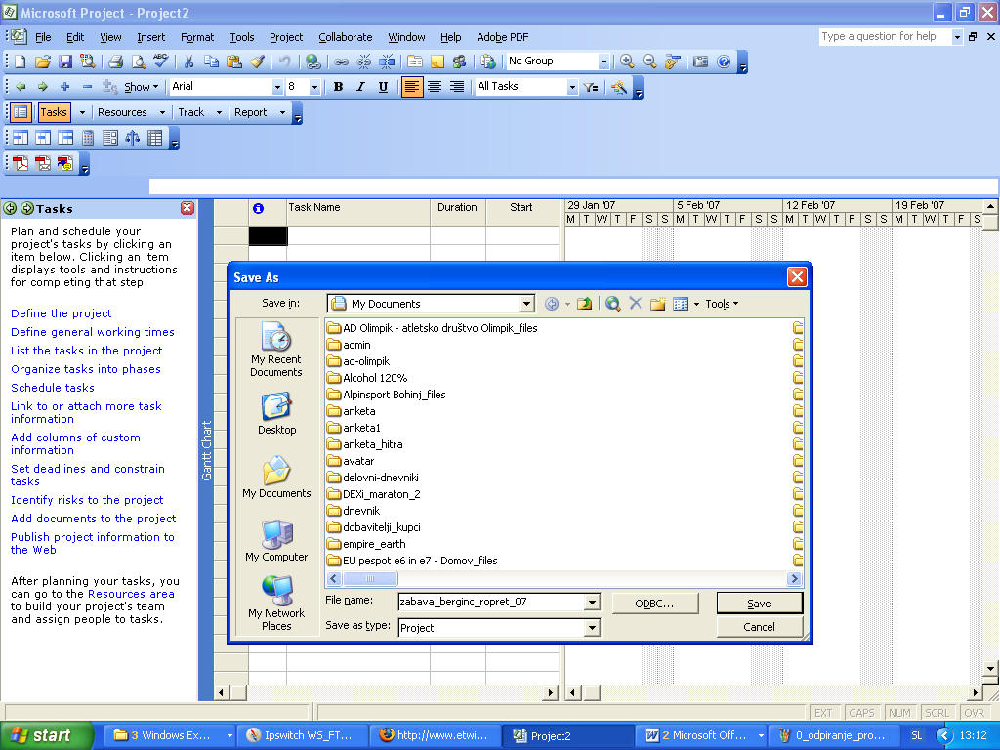 Microsoft Project - Project2
File Edit View Insert Format Tools Project Collaborate Window Help Adobe PDF
Type a question for help
No Group
Show Arial 8 B I U All Tasks
Tasks Resources Track Report
Tasks
Plan and schedule your
project's tasks by clicking an
item below. Clicking an item
displays tools and instructions
for completing that step.
Define the project
Define general working times
List the tasks in the project
Organize tasks into phases
Schedule tasks
Link to or attach more task
information
Add columns of custom
information
Set deadlines and constrain
tasks
Identify risks to the project
Add documents to the project
Publish project information to
the Web
After planning your tasks, you
can go to the Resources area
to build your project's team
and assign people to tasks.
Gantt Chart
Task Name Duration Start
29 Jan '07 5 Feb '07 12 Feb '07 19 Feb '07
M T W T F S S M T W T F S S M T W T F S S M T W T F S
Save As
Save in: My Documents Tools
My Recent
Documents
Desktop
My Documents
My Computer
My Network
Places
AD Olimpik - atletsko društvo Olimpik_files
admin
ad-olimpik
Alcohol 120%
Alpinsport Bohinj_files
anketa
anketa1
anketa_hitra
avatar
delovni-dnevniki
DEXi_maraton_2
dnevnik
dobavitelji_kupci
empire_earth
EU pespot e6 in e7 - Domov_files
File name: zabava_berginc_ropret_07 ODBC... Save
Save as type: Project Cancel
EXT CAPS NUM SCRL OVR
start 3 Windows Ex... Ipswitch WS_FT... http://www.etwi... Project2 2 Microsoft Off... 0_odpiranje_pro... SL 13:12